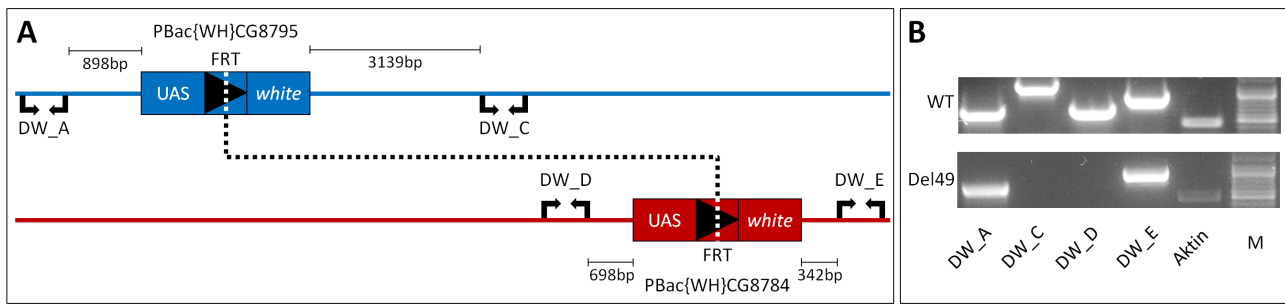 A
PBac{WH}CG8795
FRT
898bp
3139bp
UAS
white
DW_A
DW_C
DW_D
DW_E
UAS
white
FRT
698bp
342bp
PBac{WH}CG8784
B
WT
Del49
DW_A
DW_C
DW_D
DW_E
Aktin
M